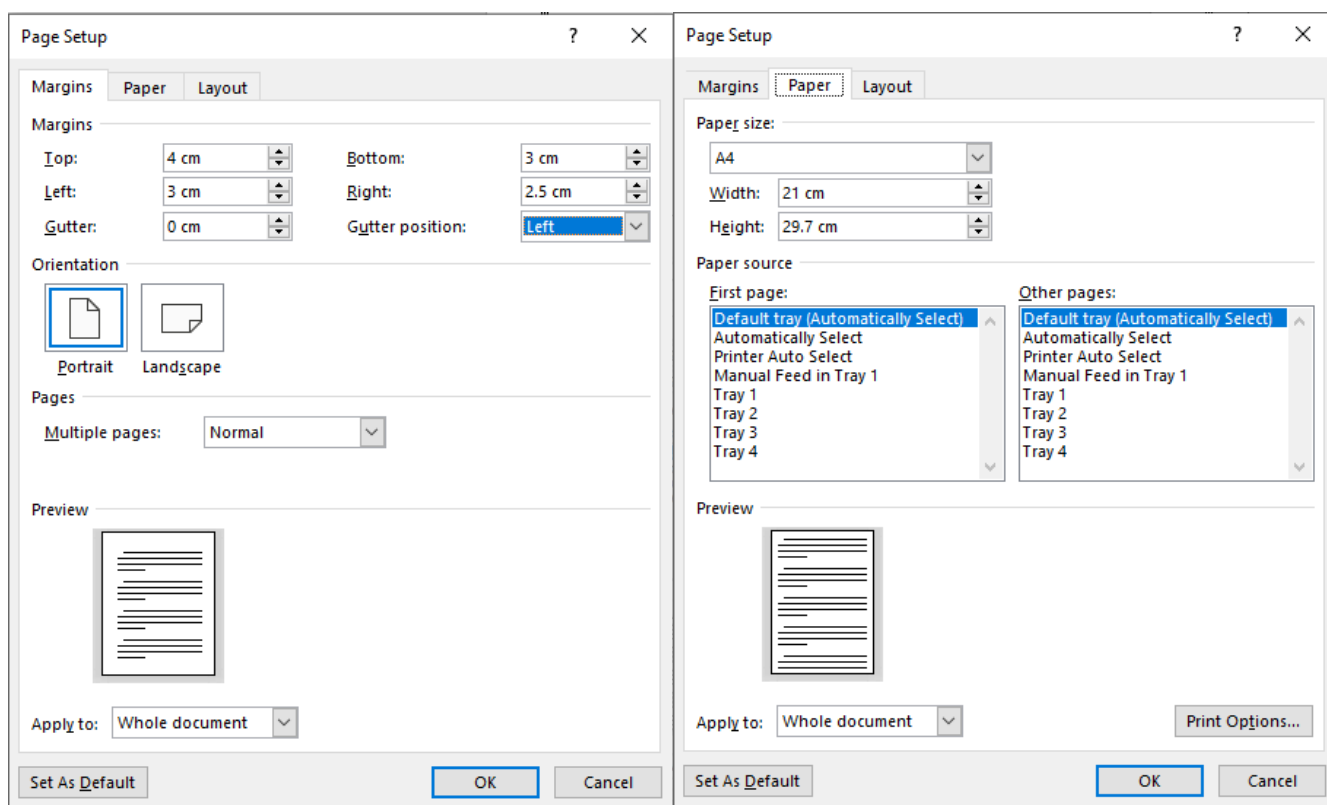 Page Setup ? ✕
Margins Paper Layout
Margins
Top: 4 cm Bottom: 3 cm
Left: 3 cm Right: 2.5 cm
Gutter: 0 cm Gutter position: Left
Orientation
Portrait Landscape
Pages
Multiple pages: Normal
Preview
Apply to: Whole document
Set As Default OK Cancel
Page Setup ? ✕
Margins Paper Layout
Paper size:
A4
Width: 21 cm
Height: 29.7 cm
Paper source
First page: Other pages:
Default tray (Automatically Select) Default tray (Automatically Select)
Automatically Select Automatically Select
Printer Auto Select Printer Auto Select
Manual Feed in Tray 1 Manual Feed in Tray 1
Tray 1 Tray 1
Tray 2 Tray 2
Tray 3 Tray 3
Tray 4 Tray 4
Preview
Apply to: Whole document Print Options...
Set As Default OK Cancel